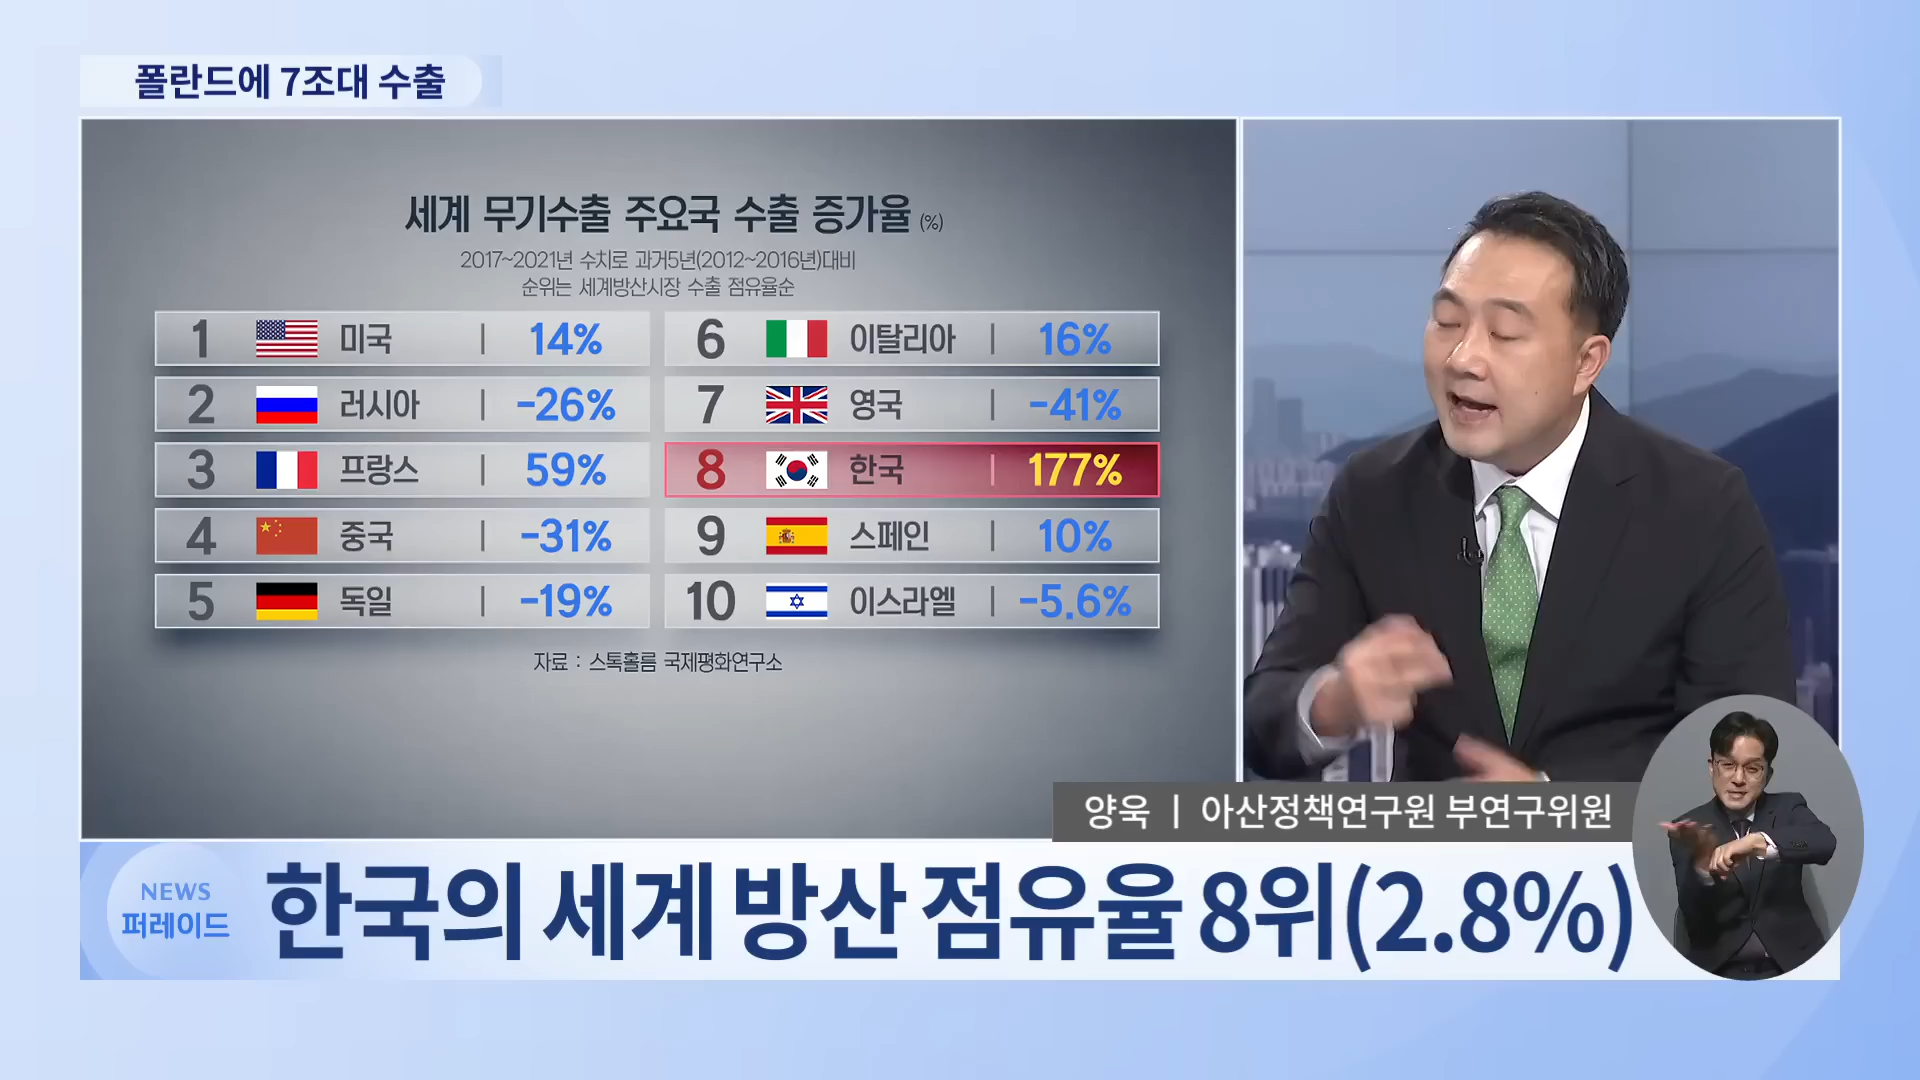 폴란드에 7조대 수출
세계 무기수출 주요국 수출 증가율 (%)
2017~2021년 수치로 과거5년(2012~2016년)대비
순위는 세계방산시장 수출 점유율순
1 미국 | 14%
2 러시아 | -26%
3 프랑스 | 59%
4 중국 | -31%
5 독일 | -19%
6 이탈리아 | 16%
7 영국 | -41%
8 한국 | 177%
9 스페인 | 10%
10 이스라엘 | -5.6%
자료 : 스톡홀름 국제평화연구소
양욱 | 아산정책연구원 부연구위원
NEWS
퍼레이드
한국의 세계 방산 점유율 8위(2.8%)